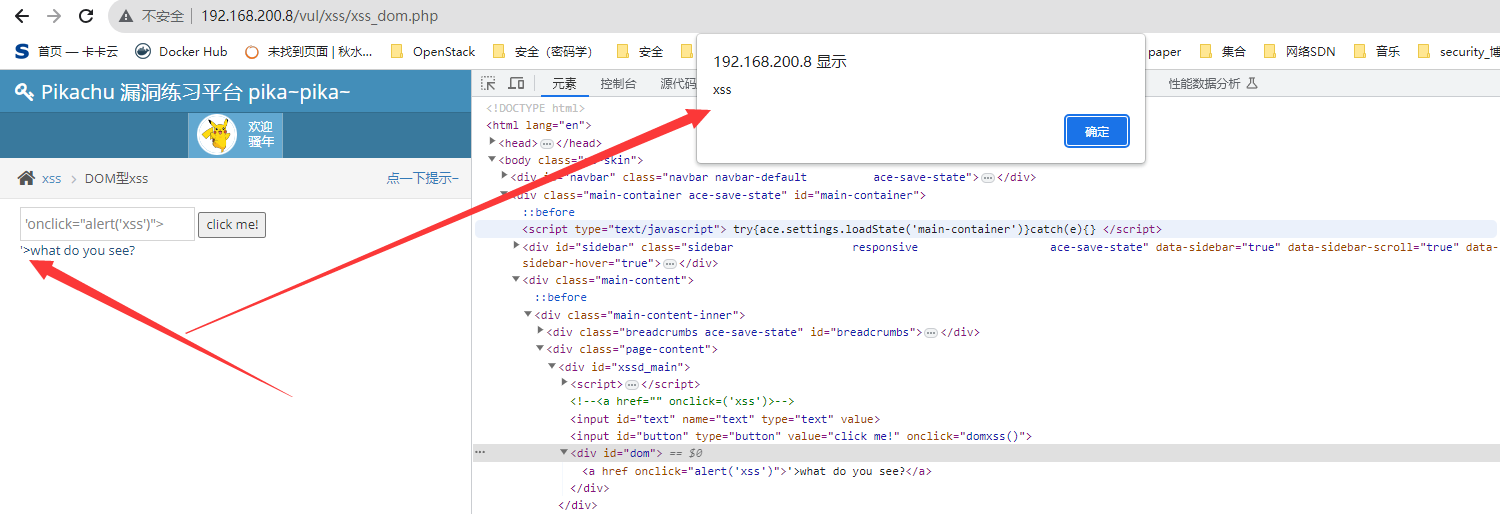 不安全 192.168.200.8/vul/xss/xss_dom.php
首页 — 卡卡云 Docker Hub 未找到页面 | 秋水... OpenStack 安全（密码学） 安全 paper 集合 网络SDN 音乐 security_博
192.168.200.8 显示
xss
确定
Pikachu 漏洞练习平台 pika~pika~
欢迎
骚年
xss > DOM型xss 点一下提示~
'onclick="alert('xss')"> click me!
'>what do you see?
元素 控制台 源代码 性能数据分析
<!DOCTYPE html>
<html lang="en">
<head> ⋯ </head>
<body class="no-skin">
<div id="navbar" class="navbar navbar-default ace-save-state"> ⋯ </div>
<div class="main-container ace-save-state" id="main-container">
::before
<script type="text/javascript"> try{ace.settings.loadState('main-container')}catch(e){} </script>
<div id="sidebar" class="sidebar responsive ace-save-state" data-sidebar="true" data-sidebar-scroll="true" data-
sidebar-hover="true"> ⋯ </div>
<div class="main-content">
::before
<div class="main-content-inner">
<div class="breadcrumbs ace-save-state" id="breadcrumbs"> ⋯ </div>
<div class="page-content">
<div id="xssd_main">
<script> ⋯ </script>
<!--<a href="" onclick=('xss')>-->
<input id="text" name="text" type="text" value>
<input id="button" type="button" value="click me!" onclick="domxss()">
<div id="dom"> == $0
<a href onclick="alert('xss')">'>what do you see?</a>
</div>
</div>